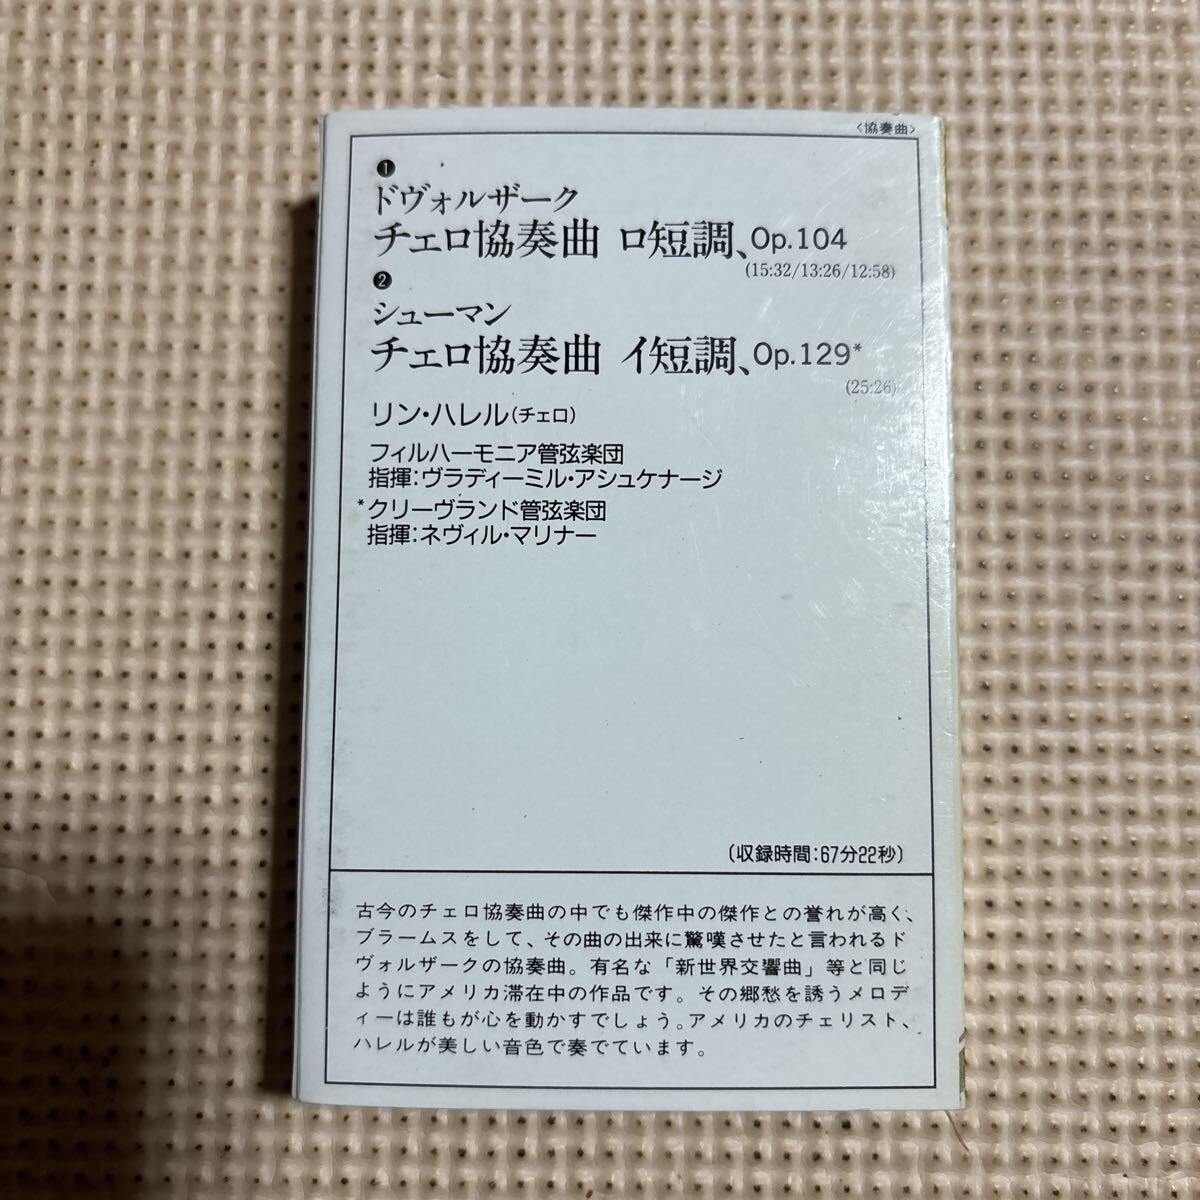 〈協奏曲〉
❶
ドヴォルザーク
チェロ協奏曲 ロ短調、Op.104
(15:32/13:26/12:58)
❷
シューマン
チェロ協奏曲 イ短調、Op.129*
(25:26)
リン・ハレル(チェロ)
フィルハーモニア管弦楽団
指揮:ヴラディーミル・アシュケナージ
*クリーヴランド管弦楽団
指揮:ネヴィル・マリナー
〔収録時間:67分22秒〕
古今のチェロ協奏曲の中でも傑作中の傑作との誉れが高く、
ブラームスをして、その曲の出来に驚嘆させたと言われるド
ヴォルザークの協奏曲。有名な「新世界交響曲」等と同じ
ようにアメリカ滞在中の作品です。その郷愁を誘うメロデ
ィーは誰もが心を動かすでしょう。アメリカのチェリスト、
ハレルが美しい音色で奏でています。